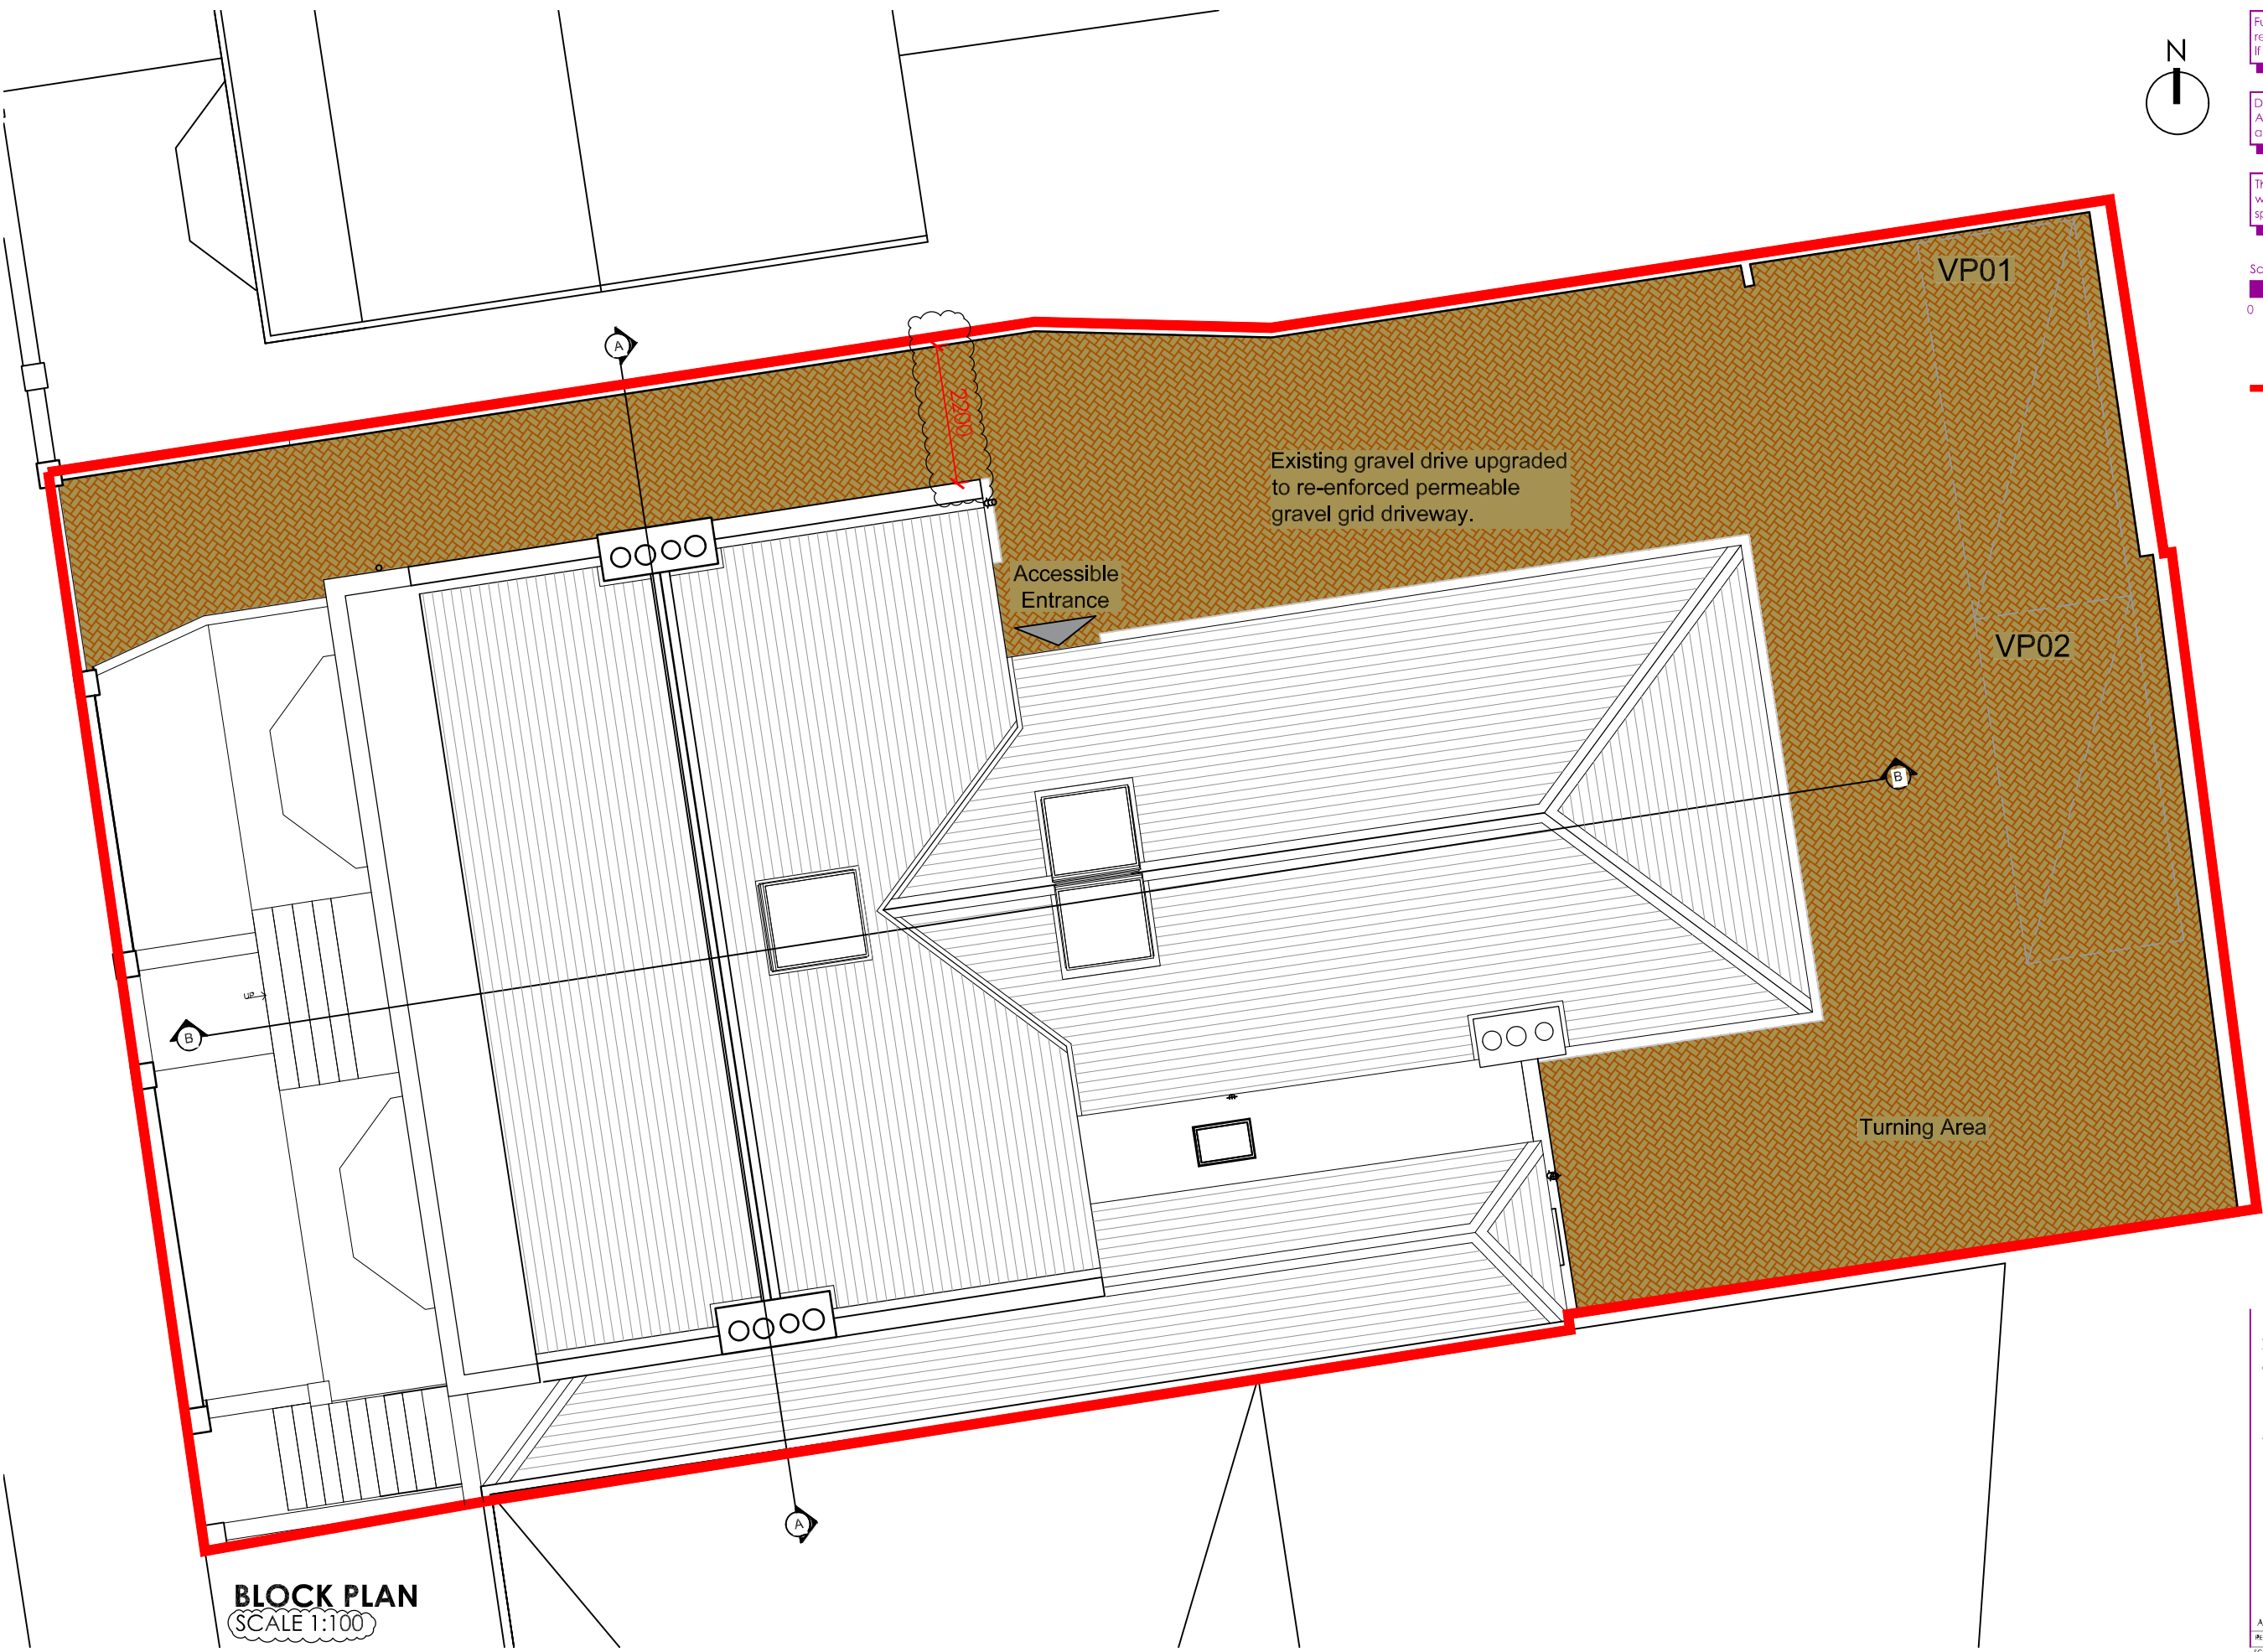 N
VP01
A
2200
Existing gravel drive upgraded
to re-enforced permeable
gravel grid driveway.
Accessible
Entrance
VP02
B
UP
B
Turning Area
A
BLOCK PLAN
SCALE 1:100
0